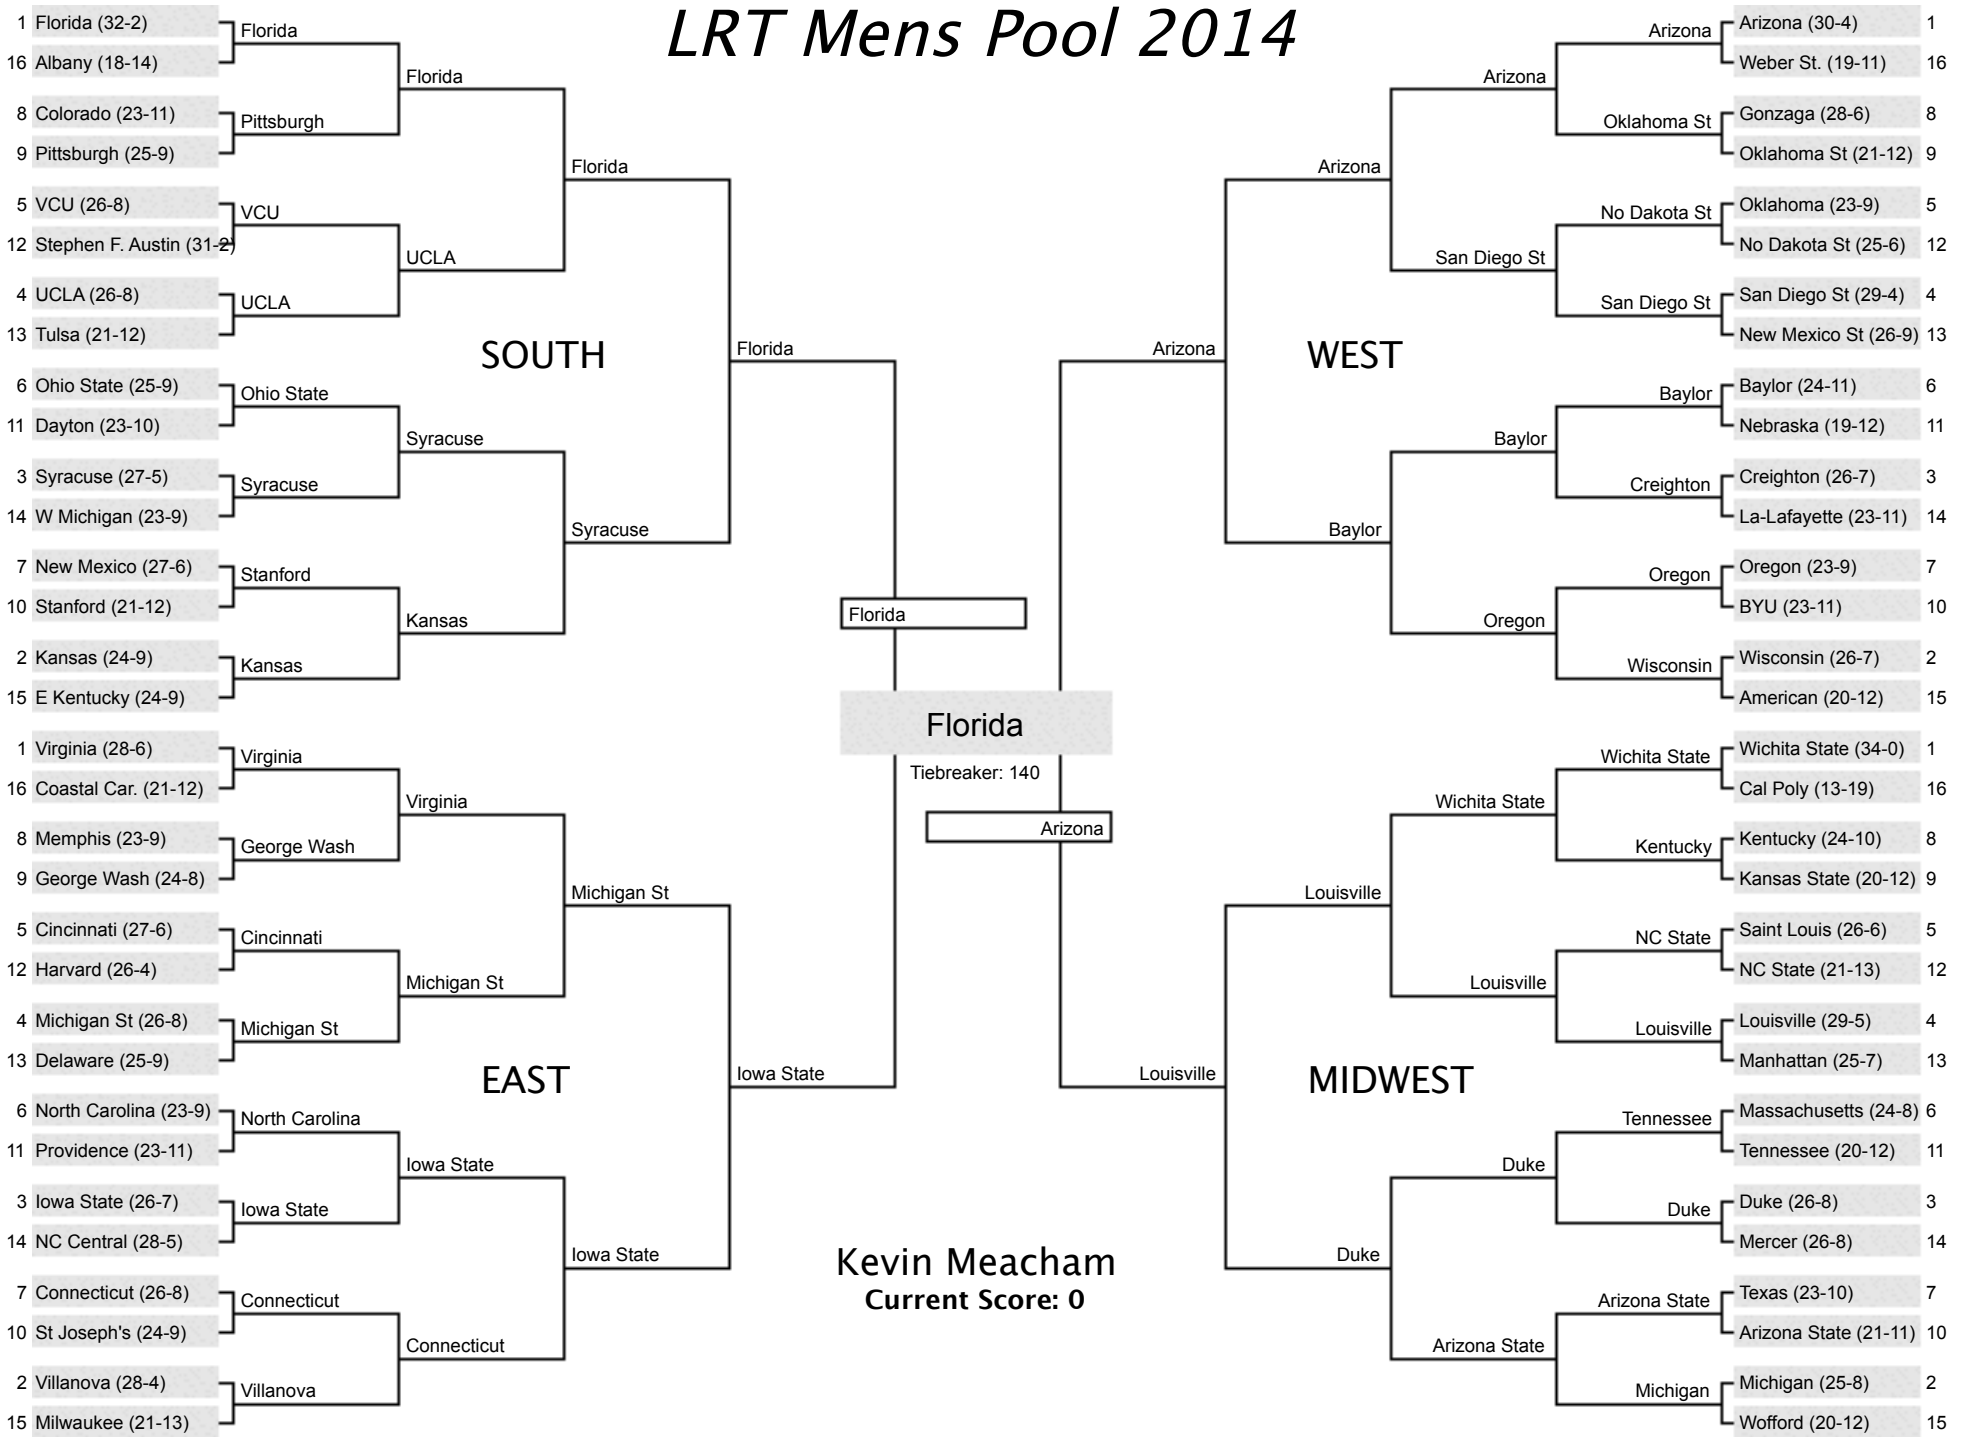 LRT Mens Pool 2014
1 Florida (32-2)
16 Albany (18-14)
8 Colorado (23-11)
9 Pittsburgh (25-9)
5 VCU (26-8)
12 Stephen F. Austin (31-2)
4 UCLA (26-8)
13 Tulsa (21-12)
6 Ohio State (25-9)
11 Dayton (23-10)
3 Syracuse (27-5)
14 W Michigan (23-9)
7 New Mexico (27-6)
10 Stanford (21-12)
2 Kansas (24-9)
15 E Kentucky (24-9)
Florida
Pittsburgh
VCU
UCLA
Ohio State
Syracuse
Stanford
Kansas
Florida
UCLA
Syracuse
Kansas
Florida
Syracuse
SOUTH
Florida
1 Virginia (28-6)
16 Coastal Car. (21-12)
8 Memphis (23-9)
9 George Wash (24-8)
5 Cincinnati (27-6)
12 Harvard (26-4)
4 Michigan St (26-8)
13 Delaware (25-9)
6 North Carolina (23-9)
11 Providence (23-11)
3 Iowa State (26-7)
14 NC Central (28-5)
7 Connecticut (26-8)
10 St Joseph's (24-9)
2 Villanova (28-4)
15 Milwaukee (21-13)
Virginia
George Wash
Cincinnati
Michigan St
North Carolina
Iowa State
Connecticut
Villanova
Virginia
Michigan St
Iowa State
Connecticut
Michigan St
Iowa State
EAST
Iowa State
Florida
Florida
Tiebreaker: 140
Arizona
Kevin Meacham
Current Score: 0
Arizona (30-4) 1
Weber St. (19-11) 16
Gonzaga (28-6) 8
Oklahoma St (21-12) 9
Oklahoma (23-9) 5
No Dakota St (25-6) 12
San Diego St (29-4) 4
New Mexico St (26-9) 13
Baylor (24-11) 6
Nebraska (19-12) 11
Creighton (26-7) 3
La-Lafayette (23-11) 14
Oregon (23-9) 7
BYU (23-11) 10
Wisconsin (26-7) 2
American (20-12) 15
Arizona
Oklahoma St
No Dakota St
San Diego St
Baylor
Creighton
Oregon
Wisconsin
Arizona
San Diego St
Baylor
Oregon
Arizona
Baylor
WEST
Arizona
Wichita State (34-0) 1
Cal Poly (13-19) 16
Kentucky (24-10) 8
Kansas State (20-12) 9
Saint Louis (26-6) 5
NC State (21-13) 12
Louisville (29-5) 4
Manhattan (25-7) 13
Massachusetts (24-8) 6
Tennessee (20-12) 11
Duke (26-8) 3
Mercer (26-8) 14
Texas (23-10) 7
Arizona State (21-11) 10
Michigan (25-8) 2
Wofford (20-12) 15
Wichita State
Kentucky
NC State
Louisville
Tennessee
Duke
Arizona State
Michigan
Wichita State
Louisville
Duke
Arizona State
Louisville
Duke
MIDWEST
Louisville